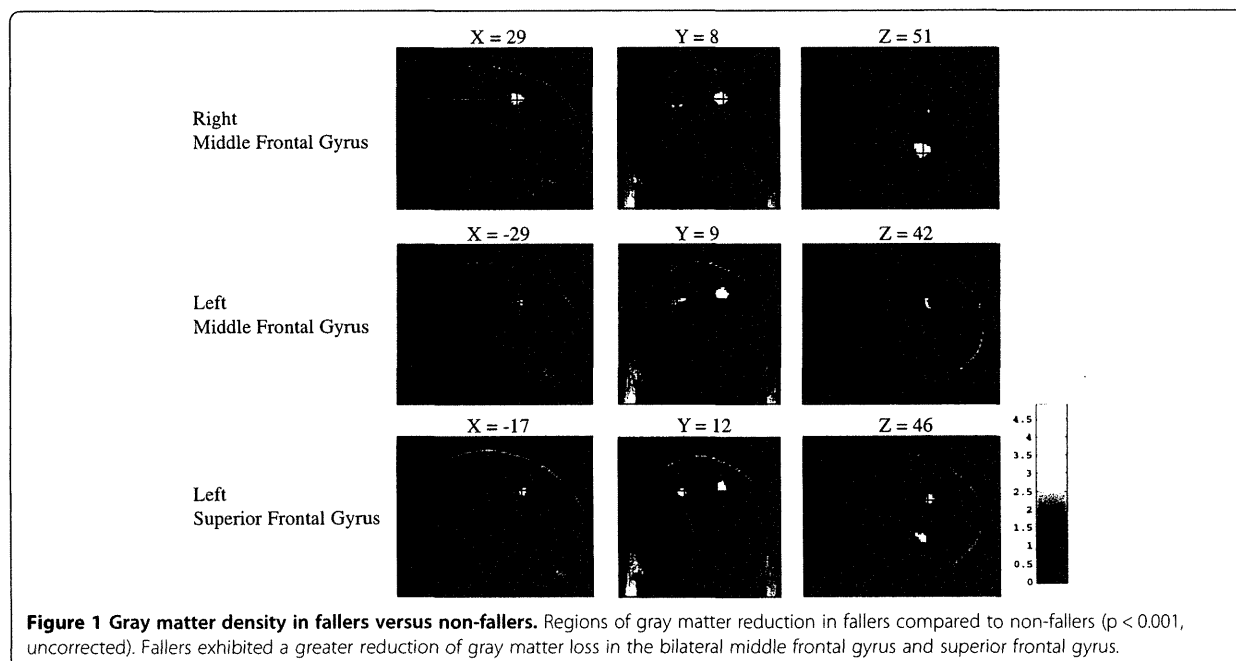 X = 29 Y = 8 Z = 51
Right
Middle Frontal Gyrus
X = -29 Y = 9 Z = 42
Left
Middle Frontal Gyrus
X = -17 Y = 12 Z = 46
Left
Superior Frontal Gyrus
4.5
4
3.5
3
2.5
2
1.5
1
0.5
0
Figure 1 Gray matter density in fallers versus non-fallers. Regions of gray matter reduction in fallers compared to non-fallers (p < 0.001,
uncorrected). Fallers exhibited a greater reduction of gray matter loss in the bilateral middle frontal gyrus and superior frontal gyrus.